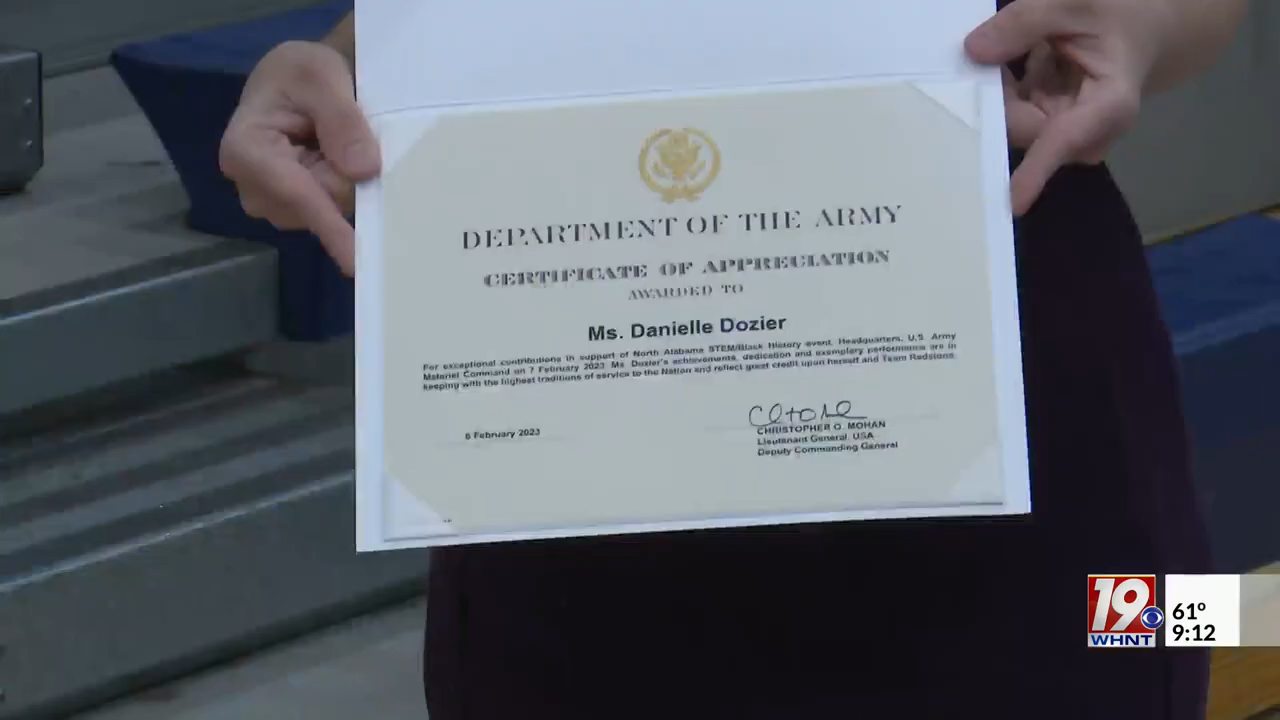 DEPARTMENT OF THE ARMY
CERTIFICATE OF APPRECIATION
AWARDED TO
Ms. Danielle Dozier
For exceptional contributions in support of North Alabama STEM/Black History event, Headquarters, U.S. Army
Materiel Command on 7 February 2023. Ms. Dozier's achievements, dedication and exemplary performance are in
keeping with the highest traditions of service to the Nation and reflect great credit upon herself and Team Redstone.
6 February 2023
CHRISTOPHER O. MOHAN
Lieutenant General, USA
Deputy Commanding General
19
WHNT
61°
9:12